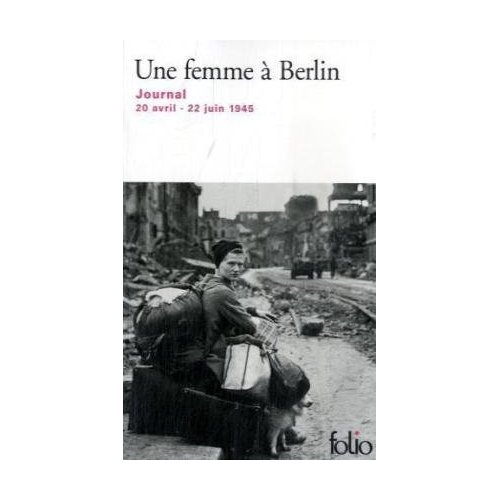 Une femme à Berlin
Journal
20 avril - 22 juin 1945
folio